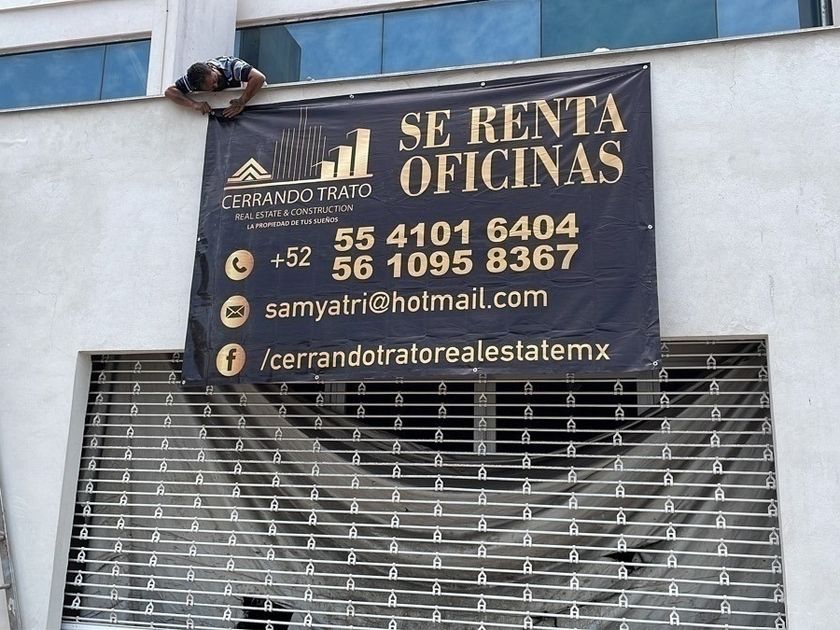 SE RENTA
OFICINAS
CERRANDO TRATO
REAL ESTATE & CONSTRUCTION
LA PROPIEDAD DE TUS SUEÑOS
+52
55 4101 6404
56 1095 8367
samyatri@hotmail.com
/cerrandotratorealestatemx